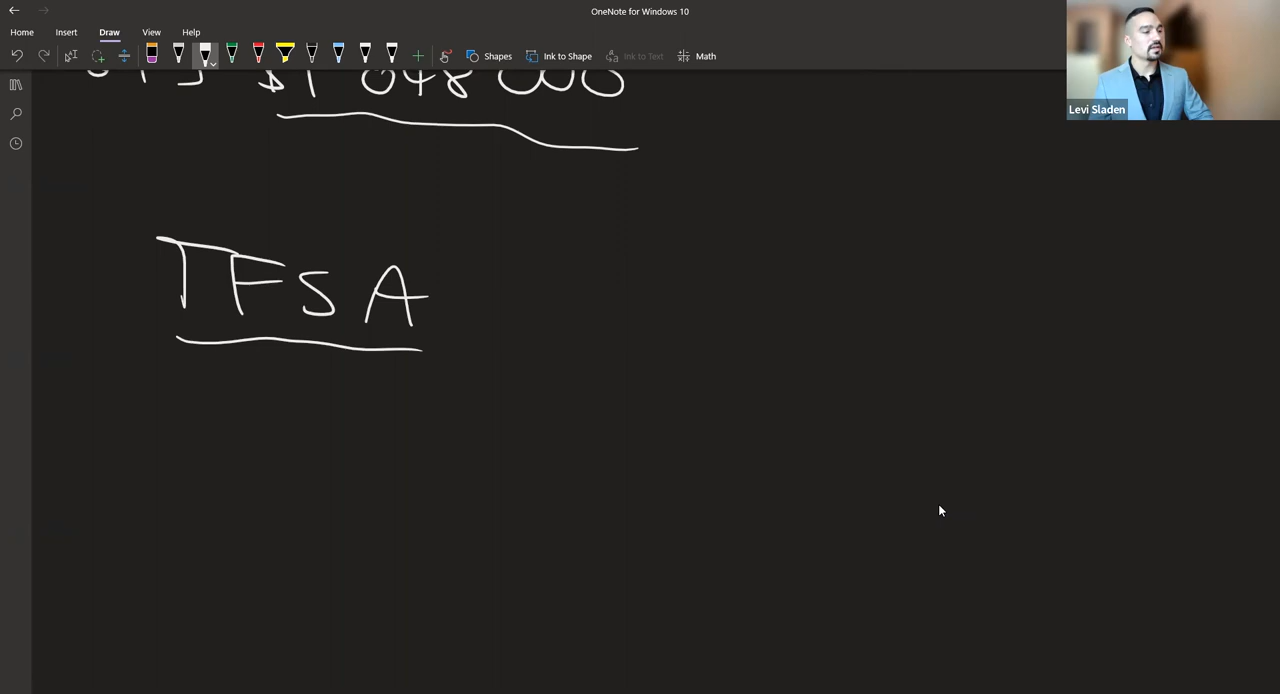 OneNote for Windows 10
Home Insert Draw View Help
Shapes Ink to Shape Ink to Text Math
Levi Sladen
$1 048 000
TFSA